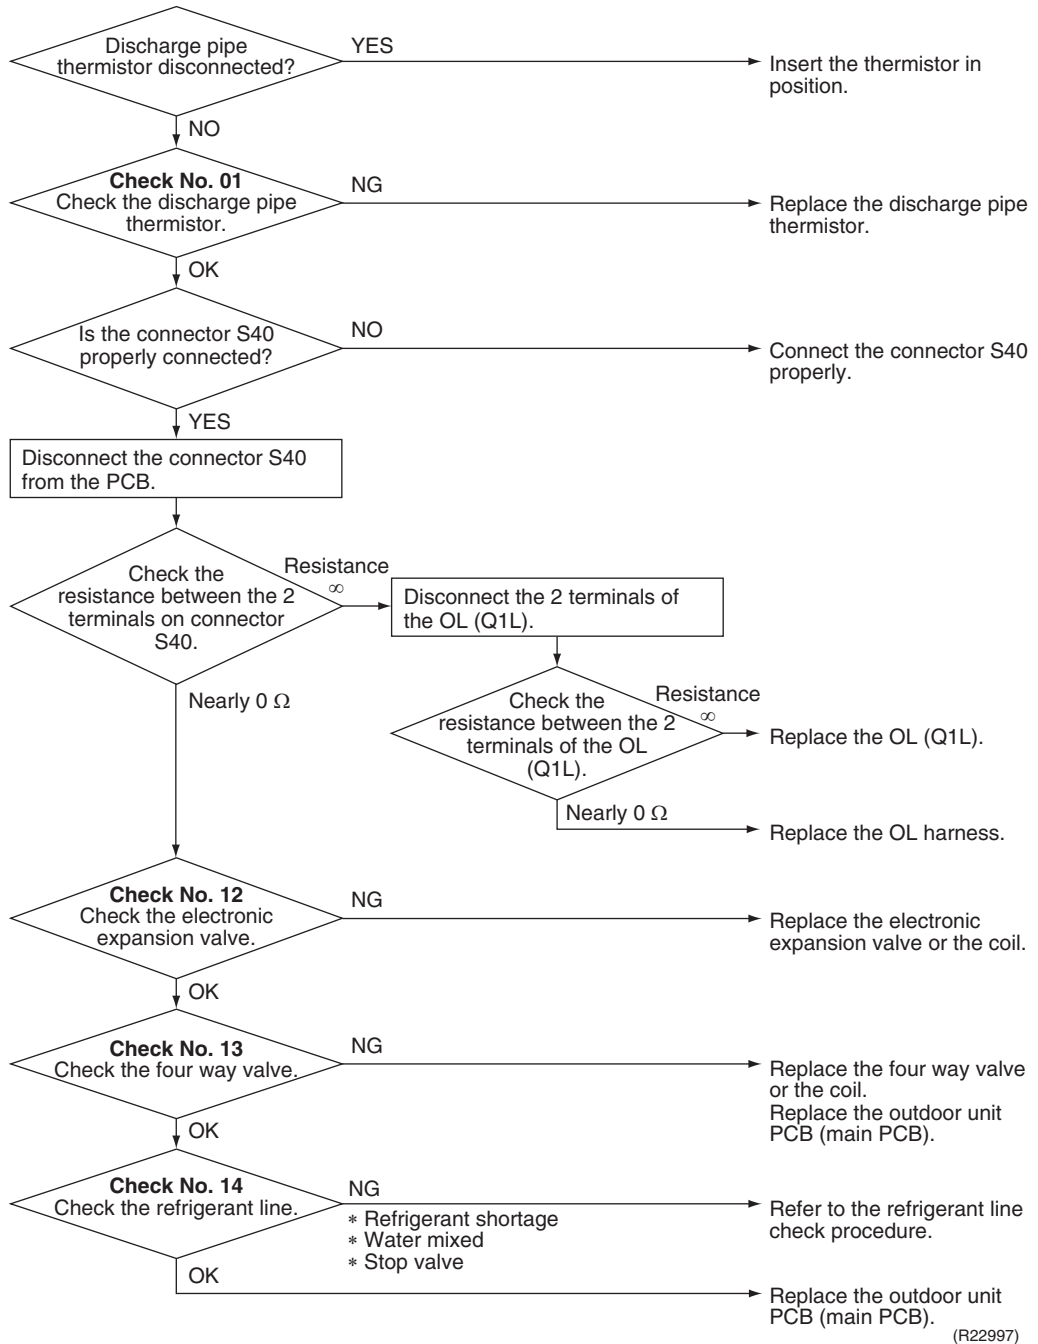 Discharge pipe
thermistor disconnected?
YES
Insert the thermistor in
position.
NO
Check No. 01
Check the discharge pipe
thermistor.
NG
Replace the discharge pipe
thermistor.
OK
Is the connector S40
properly connected?
NO
Connect the connector S40
properly.
YES
Disconnect the connector S40
from the PCB.
Check the
resistance between the 2
terminals on connector
S40.
Resistance
∞
Disconnect the 2 terminals of
the OL (Q1L).
Nearly 0 Ω
Check the
resistance between the 2
terminals of the OL
(Q1L).
Resistance
∞
Replace the OL (Q1L).
Nearly 0 Ω
Replace the OL harness.
Check No. 12
Check the electronic
expansion valve.
NG
Replace the electronic
expansion valve or the coil.
OK
Check No. 13
Check the four way valve.
NG
Replace the four way valve
or the coil.
Replace the outdoor unit
PCB (main PCB).
OK
Check No. 14
Check the refrigerant line.
NG
∗ Refrigerant shortage
∗ Water mixed
∗ Stop valve
Refer to the refrigerant line
check procedure.
OK
Replace the outdoor unit
PCB (main PCB).
(R22997)